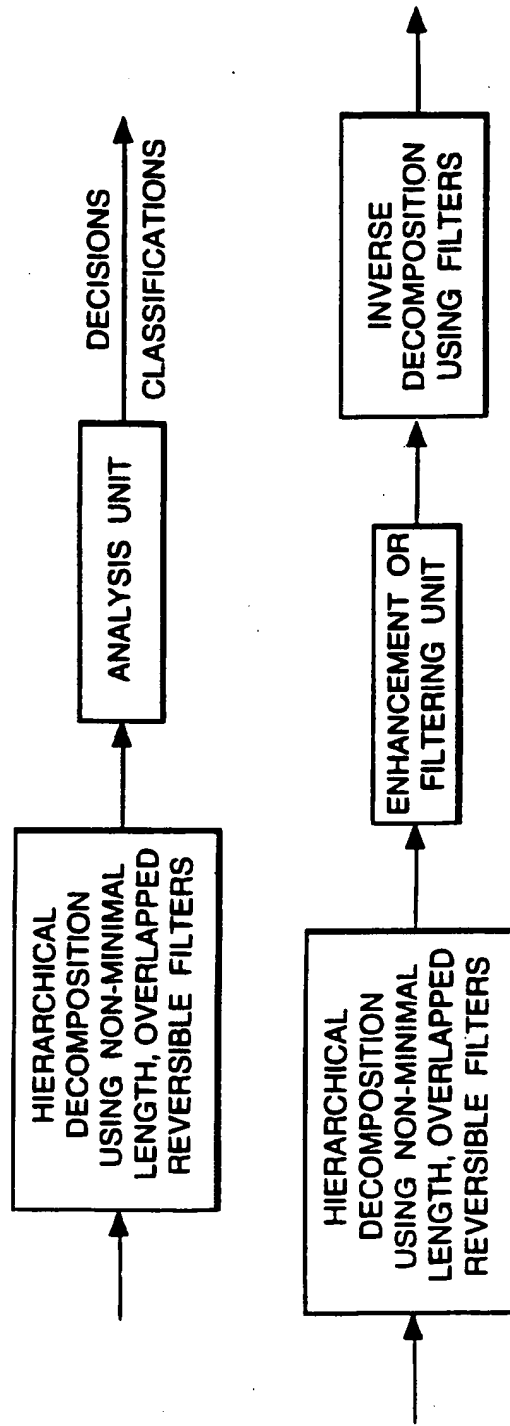 HIERARCHICAL
DECOMPOSITION
USING NON-MINIMAL
LENGTH, OVERLAPPED
REVERSIBLE FILTERS
ANALYSIS UNIT
DECISIONS
CLASSIFICATIONS
HIERARCHICAL
DECOMPOSITION
USING NON-MINIMAL
LENGTH, OVERLAPPED
REVERSIBLE FILTERS
ENHANCEMENT OR
FILTERING UNIT
INVERSE
DECOMPOSITION
USING FILTERS